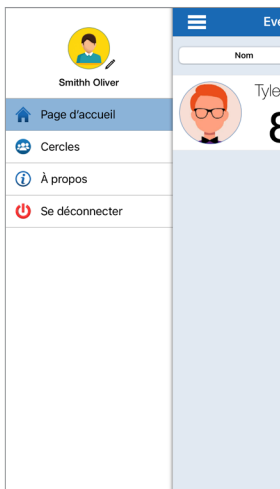 Smithh Oliver
Page d'accueil
Cercles
À propos
Se déconnecter
Nom